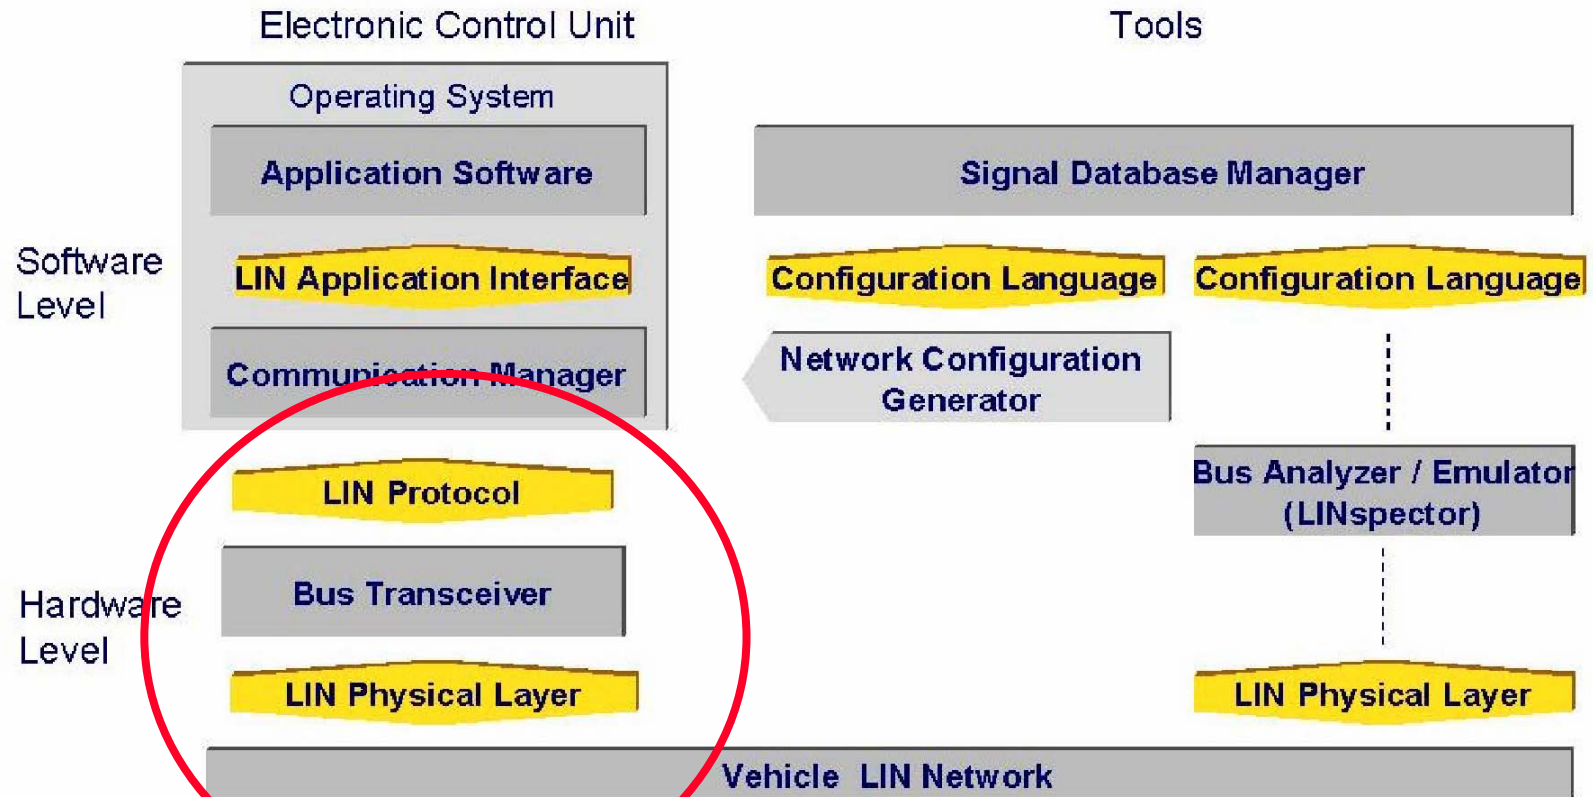 Electronic Control Unit
Tools
Operating System
Application Software
Signal Database Manager
Software
Level
LIN Application Interface
Configuration Language
Configuration Language
Communication Manager
Network Configuration
Generator
LIN Protocol
Bus Analyzer / Emulator
(LINspector)
Hardware
Level
Bus Transceiver
LIN Physical Layer
LIN Physical Layer
Vehicle LIN Network